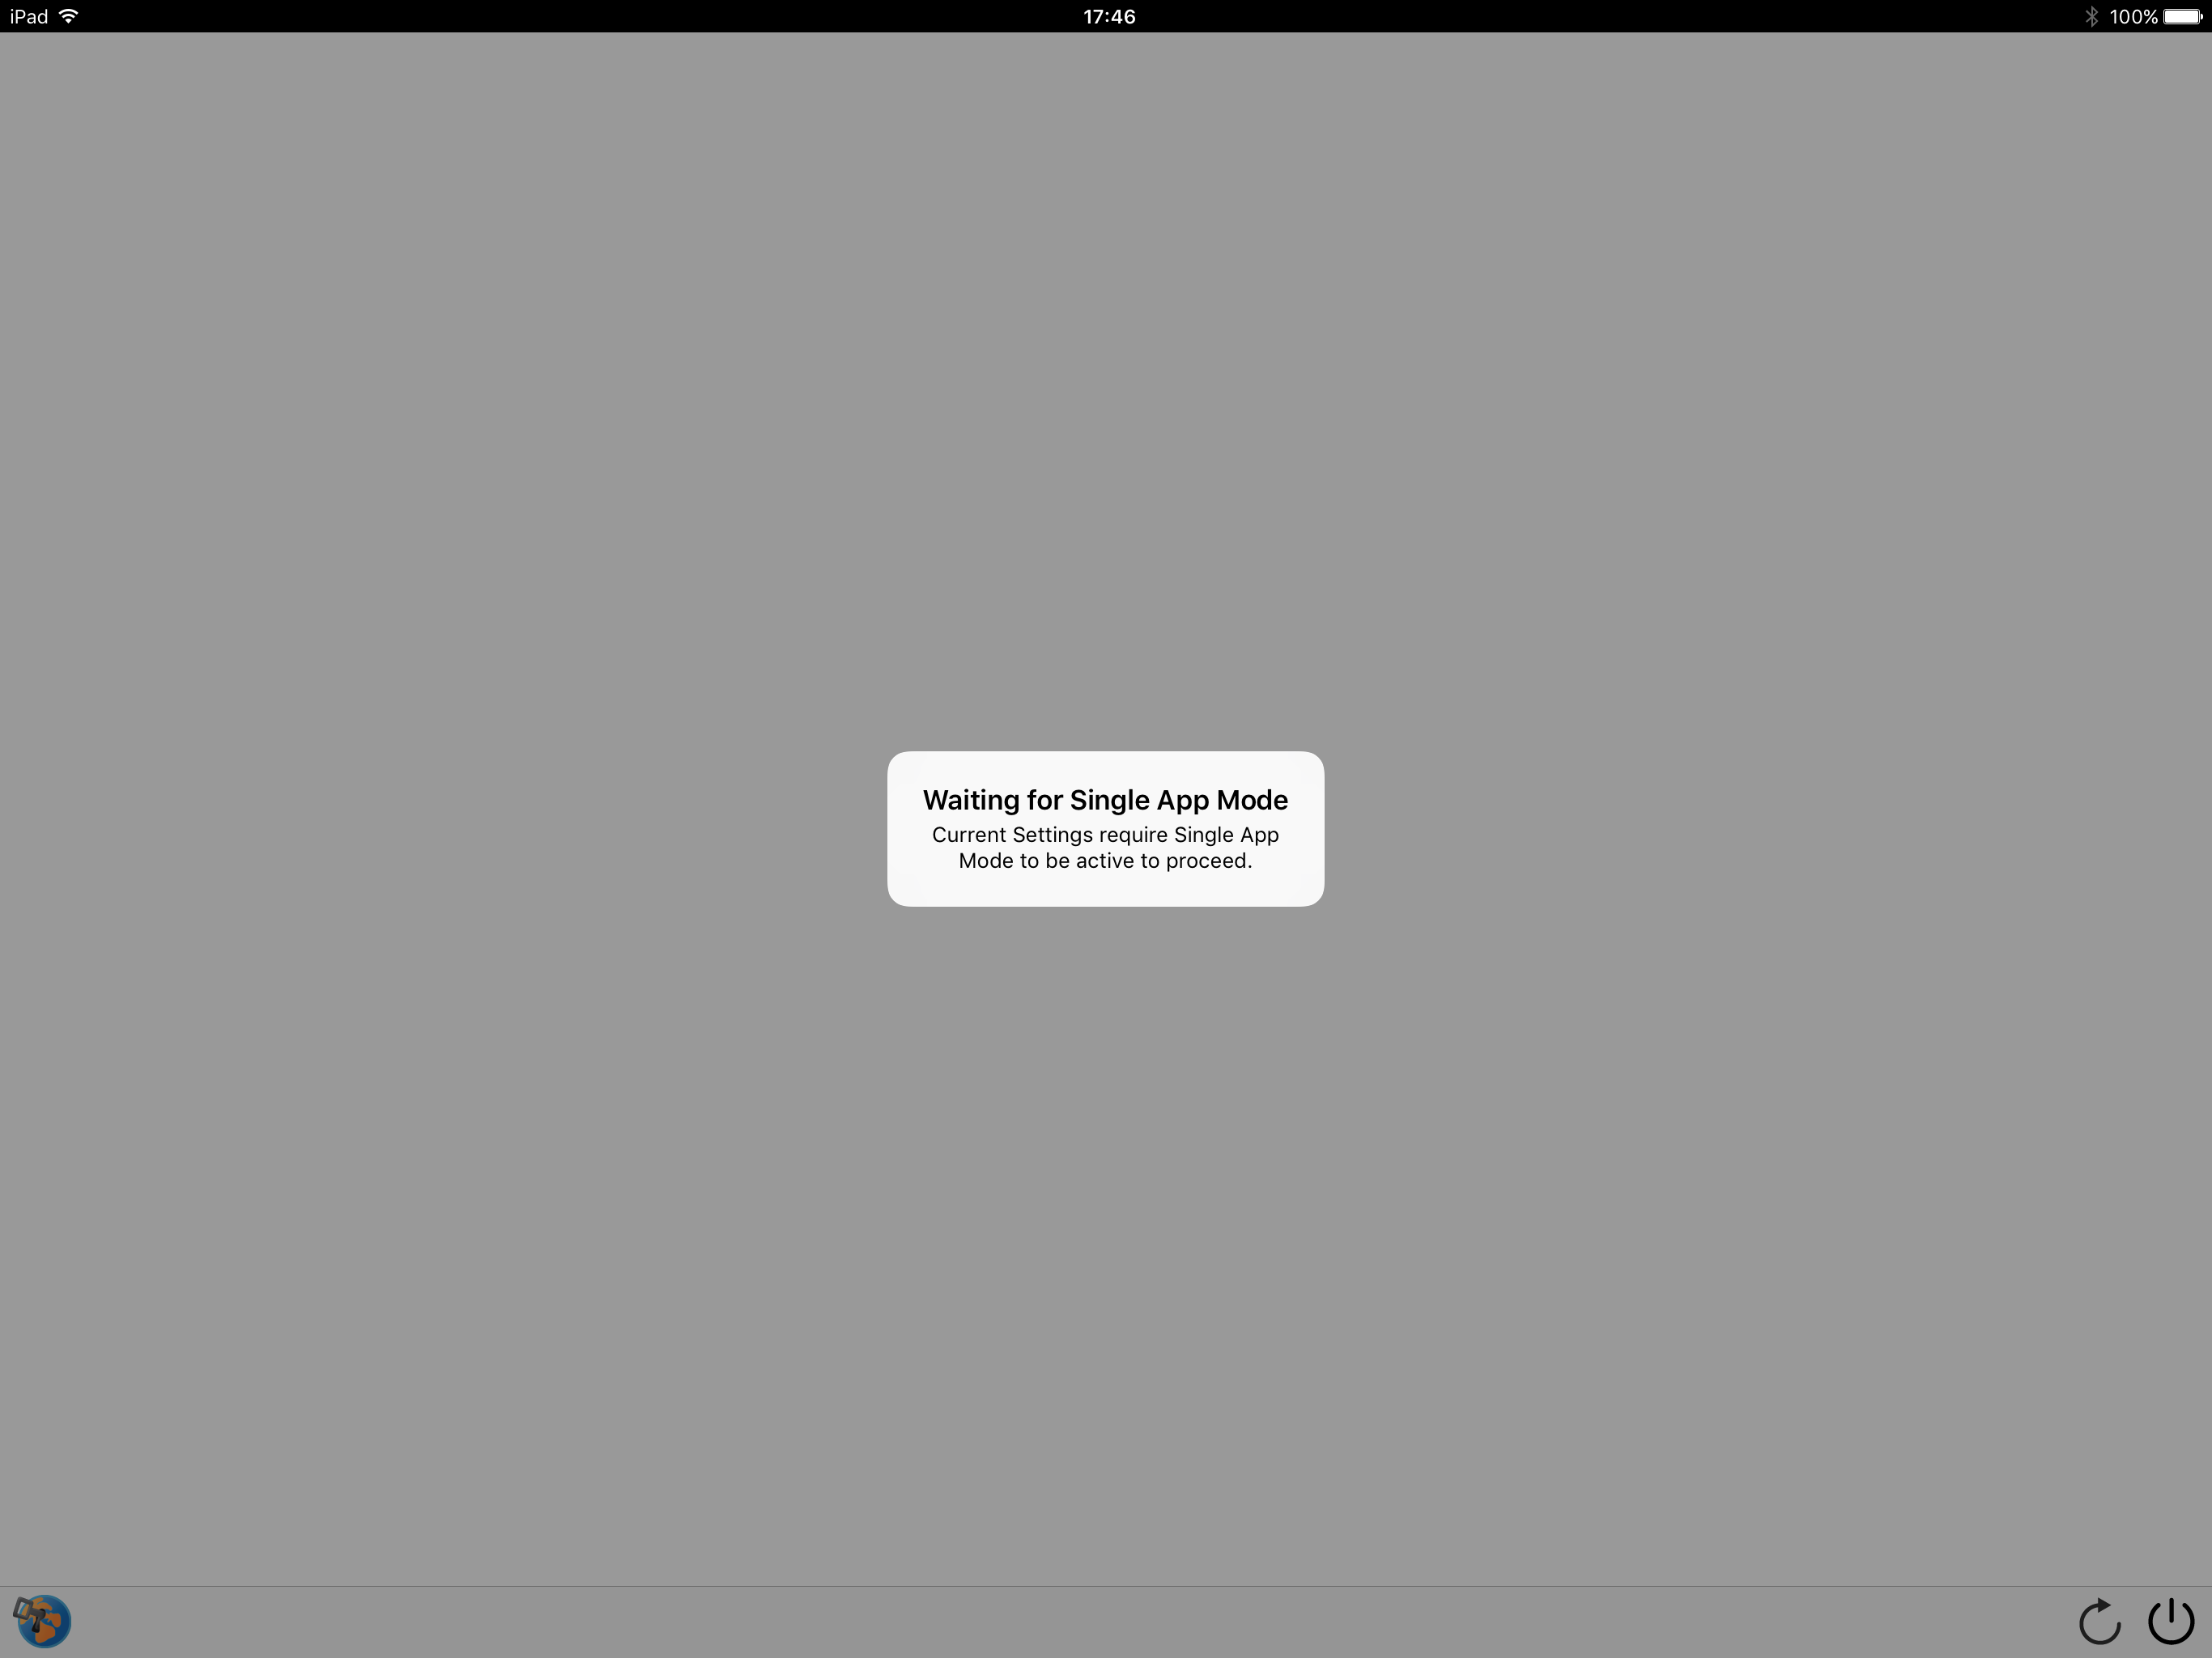 iPad 17:46 100%
Waiting for Single App Mode
Current Settings require Single App
Mode to be active to proceed.